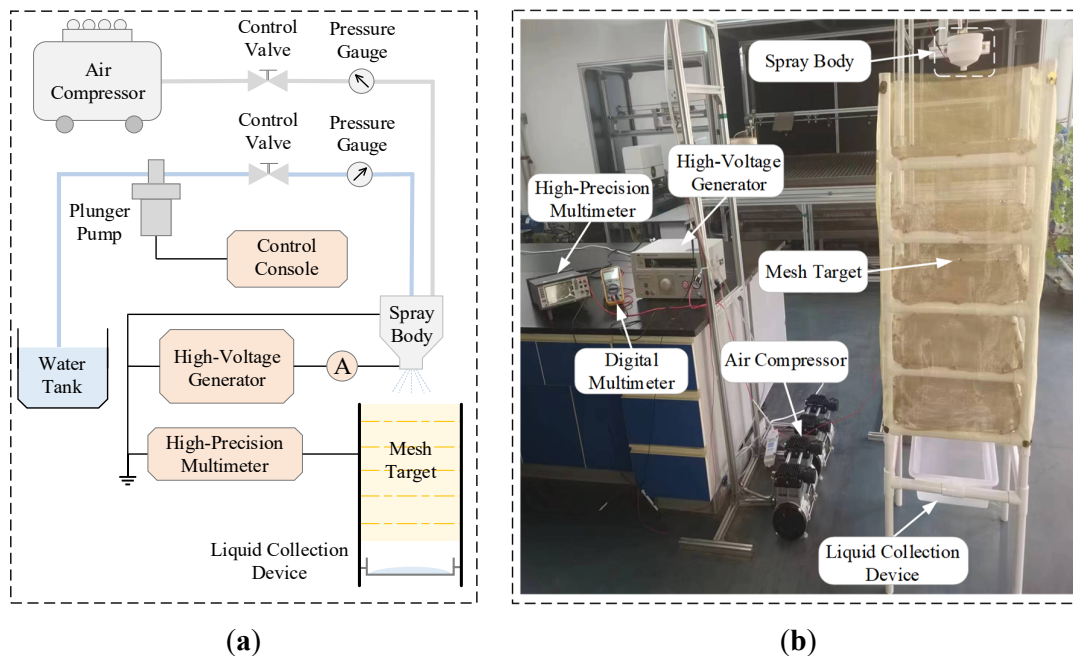 Control
Valve
Pressure
Gauge
Air
Compressor
Control
Valve
Pressure
Gauge
Plunger
Pump
Control
Console
Spray
Body
Water
Tank
High-Voltage
Generator
A
High-Precision
Multimeter
Mesh
Target
Liquid Collection
Device
(a)
Spray Body
High-Voltage
Generator
High-Precision
Multimeter
Mesh Target
Digital
Multimeter
Air Compressor
Liquid Collection
Device
(b)